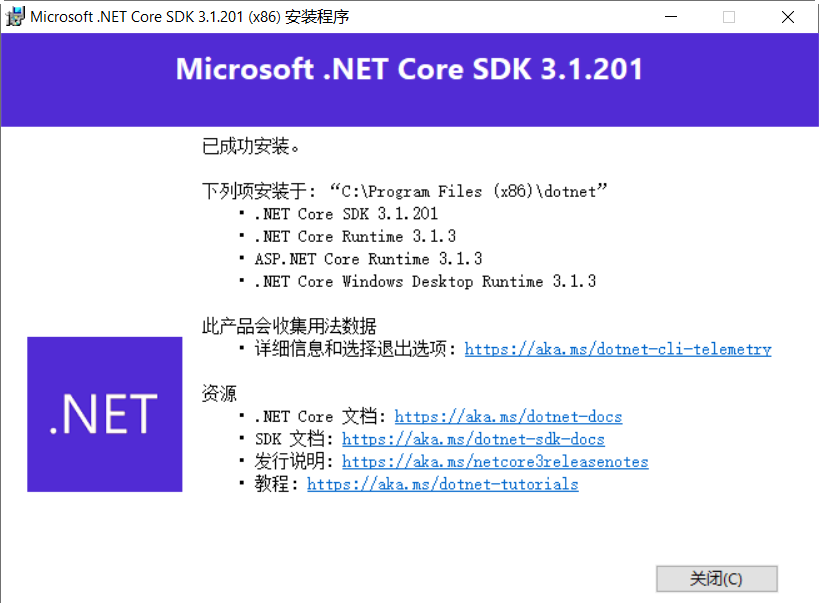 Microsoft .NET Core SDK 3.1.201 (x86) 安装程序
Microsoft .NET Core SDK 3.1.201
已成功安装。
下列项安装于: “C:\Program Files (x86)\dotnet”
• .NET Core SDK 3.1.201
• .NET Core Runtime 3.1.3
• ASP.NET Core Runtime 3.1.3
• .NET Core Windows Desktop Runtime 3.1.3
此产品会收集用法数据
• 详细信息和选择退出选项: https://aka.ms/dotnet-cli-telemetry
资源
• .NET Core 文档: https://aka.ms/dotnet-docs
• SDK 文档: https://aka.ms/dotnet-sdk-docs
• 发行说明: https://aka.ms/netcore3releasenotes
• 教程: https://aka.ms/dotnet-tutorials
.NET
关闭(C)